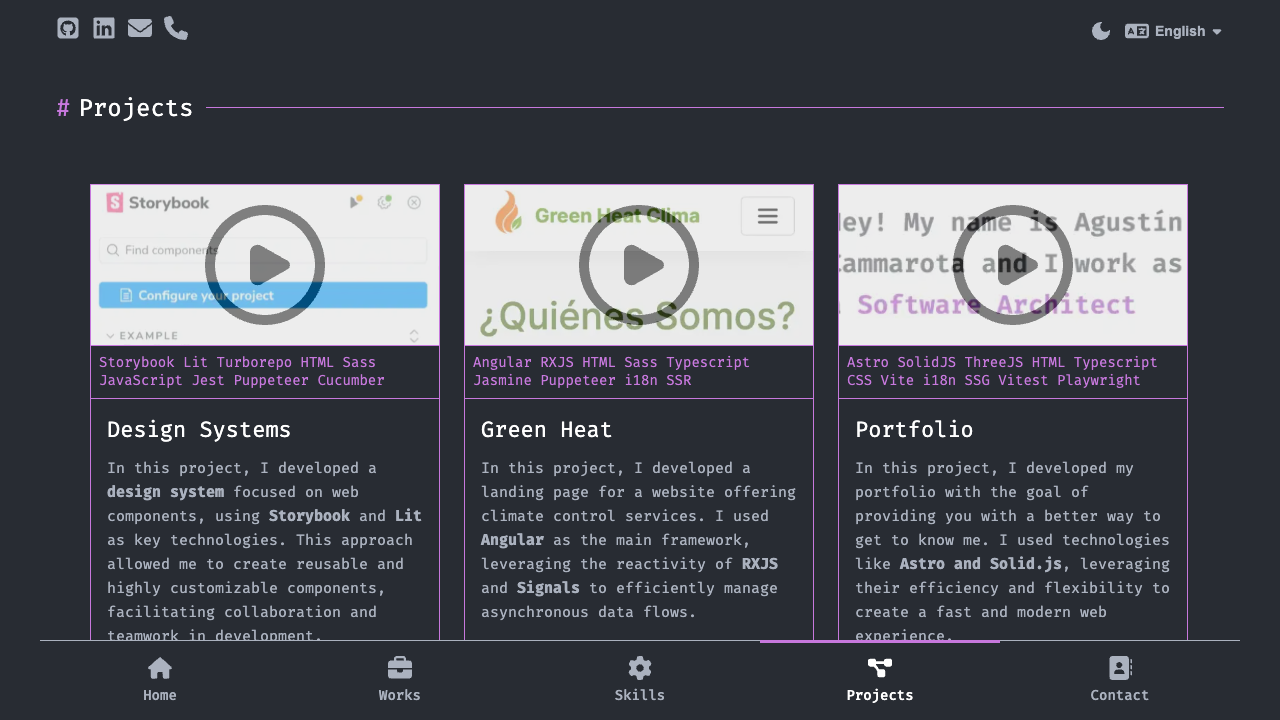 English
# Projects
Storybook
Find components
Configure your project
EXAMPLE
Storybook Lit Turborepo HTML Sass
JavaScript Jest Puppeteer Cucumber
Design Systems
In this project, I developed a
design system focused on web
components, using Storybook and Lit
as key technologies. This approach
allowed me to create reusable and
highly customizable components,
facilitating collaboration and
teamwork in development.
Green Heat Clima
¿Quiénes Somos?
Angular RXJS HTML Sass Typescript
Jasmine Puppeteer i18n SSR
Green Heat
In this project, I developed a
landing page for a website offering
climate control services. I used
Angular as the main framework,
leveraging the reactivity of RXJS
and Signals to efficiently manage
asynchronous data flows.
Hey! My name is Agustín
Cammarota and I work as
Software Architect
Astro SolidJS ThreeJS HTML Typescript
CSS Vite i18n SSG Vitest Playwright
Portfolio
In this project, I developed my
portfolio with the goal of
providing you with a better way to
get to know me. I used technologies
like Astro and Solid.js, leveraging
their efficiency and flexibility to
create a fast and modern web
experience.
Home
Works
Skills
Projects
Contact